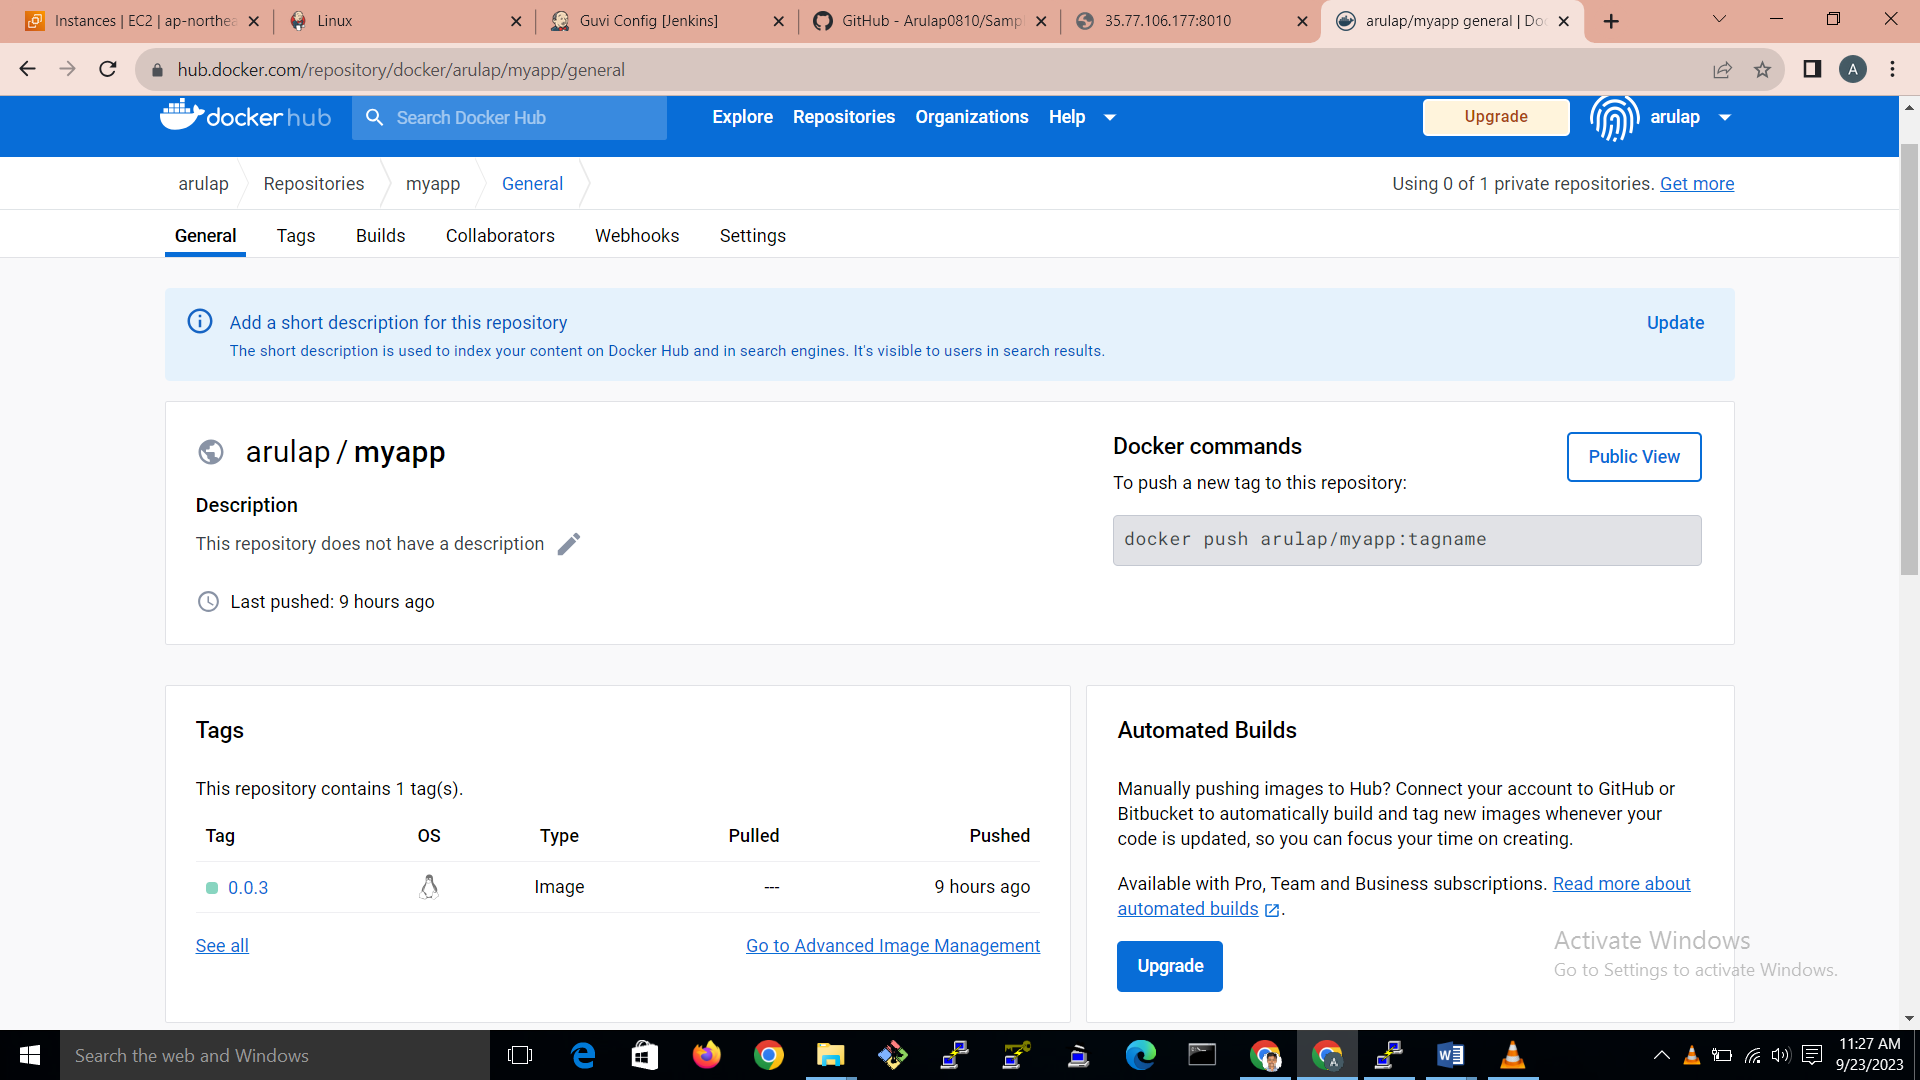 Instances | EC2 | ap-northea
Linux
Guvi Config [Jenkins]
GitHub - Arulap0810/Sampl
35.77.106.177:8010
arulap/myapp general | Doc
hub.docker.com/repository/docker/arulap/myapp/general
A
docker hub
Search Docker Hub
Explore
Repositories
Organizations
Help
Upgrade
arulap
arulap
Repositories
myapp
General
Using 0 of 1 private repositories. Get more
General
Tags
Builds
Collaborators
Webhooks
Settings
Add a short description for this repository
Update
The short description is used to index your content on Docker Hub and in search engines. It's visible to users in search results.
arulap / myapp
Description
This repository does not have a description
Last pushed: 9 hours ago
Docker commands
Public View
To push a new tag to this repository:
docker push arulap/myapp:tagname
Tags
This repository contains 1 tag(s).
Tag OS Type Pulled Pushed
0.0.3 Image --- 9 hours ago
See all
Go to Advanced Image Management
Automated Builds
Manually pushing images to Hub? Connect your account to GitHub or
Bitbucket to automatically build and tag new images whenever your
code is updated, so you can focus your time on creating.
Available with Pro, Team and Business subscriptions. Read more about
automated builds .
Upgrade
Activate Windows
Go to Settings to activate Windows.
Search the web and Windows
11:27 AM
9/23/2023